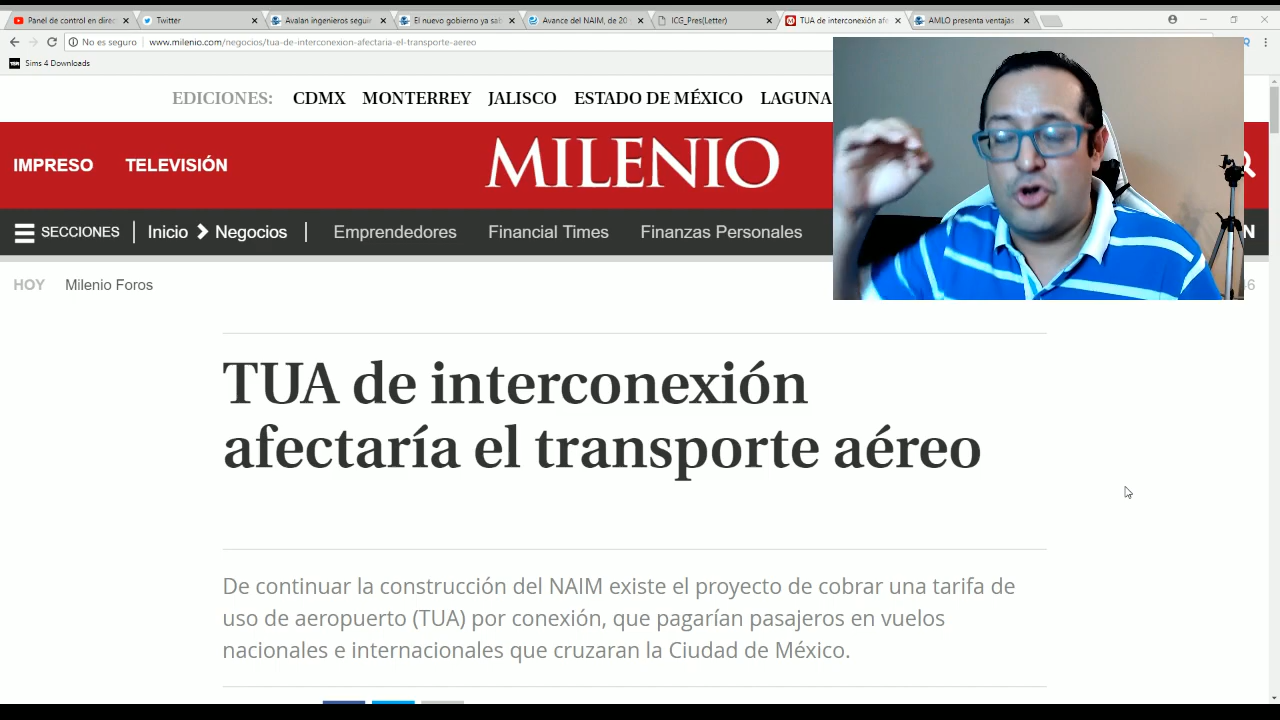 Panel de control en direc
Twitter
Avalan ingenieros seguir
El nuevo gobierno ya sab
Avance del NAIM, de 20
ICG_Pres(Letter)
TUA de interconexión afe
AMLO presenta ventajas
No es seguro | www.milenio.com/negocios/tua-de-interconexion-afectaria-el-transporte-aereo
Sims 4 Downloads
EDICIONES: CDMX MONTERREY JALISCO ESTADO DE MÉXICO LAGUNA
IMPRESO TELEVISIÓN MILENIO
SECCIONES Inicio Negocios Emprendedores Financial Times Finanzas Personales N
HOY Milenio Foros
TUA de interconexión
afectaría el transporte aéreo
De continuar la construcción del NAIM existe el proyecto de cobrar una tarifa de
uso de aeropuerto (TUA) por conexión, que pagarían pasajeros en vuelos
nacionales e internacionales que cruzaran la Ciudad de México.